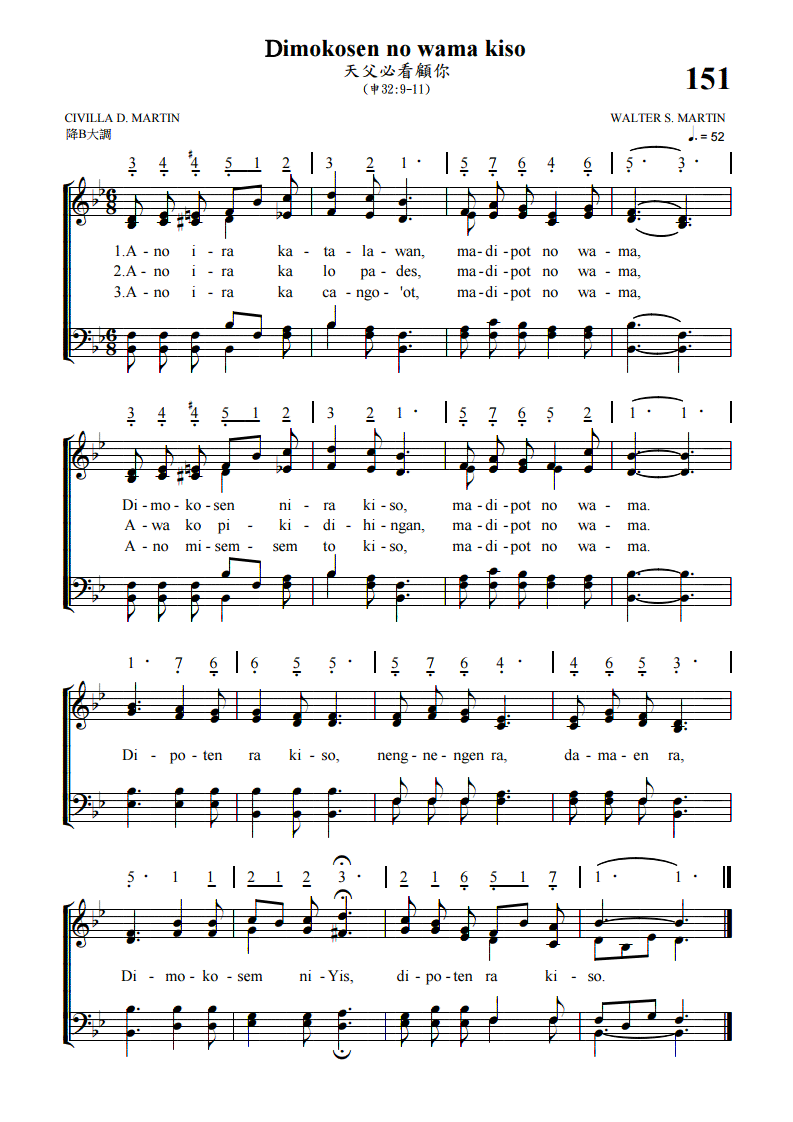 Dimokosen no wama kiso
天父必看顧你
(申32:9-11)
151
CIVILLA D. MARTIN
WALTER S. MARTIN
降B大調
♩. = 52
3 4 #4 5 1 2 | 3 2 1 · | 5 7 6 4 6 | 5 · 3 · |
1.A - no i - ra ka - ta - la - wan, ma - di - pot no wa - ma,
2.A - no i - ra ka lo pa - des, ma - di - pot no wa - ma,
3.A - no i - ra ka ca - ngo - 'ot, ma - di - pot no wa - ma,
3 4 #4 5 1 2 | 3 2 1 · | 5 7 6 5 2 | 1 · 1 · |
Di - mo - ko - sen ni - ra ki - so, ma - di - pot no wa - ma.
A - wa ko pi - ki - di - hi - ngan, ma - di - pot no wa - ma.
A - no mi - sem - sem to ki - so, ma - di - pot no wa - ma.
1 · 7 6 | 6 5 5 · | 5 7 6 4 · | 4 6 5 3 · |
Di - po - ten ra ki - so, neng - ne - ngen ra, da - ma - en ra,
5 · 1 1 | 2 1 2 3 · | 2 1 6 5 1 7 | 1 · 1 ·
Di - mo - ko - sem ni - Yis, di - po - ten ra ki - so.